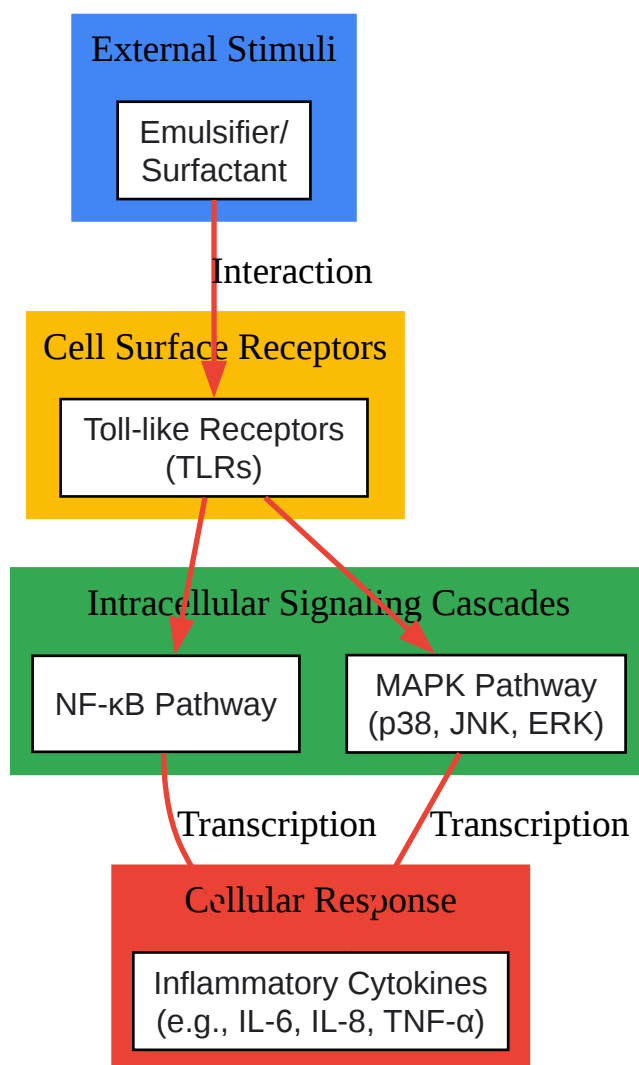 External Stimuli
Emulsifier/
Surfactant
Interaction
Cell Surface Receptors
Toll-like Receptors
(TLRs)
Intracellular Signaling Cascades
NF-κB Pathway
MAPK Pathway
(p38, JNK, ERK)
Transcription
Transcription
Cellular Response
Inflammatory Cytokines
(e.g., IL-6, IL-8, TNF-α)